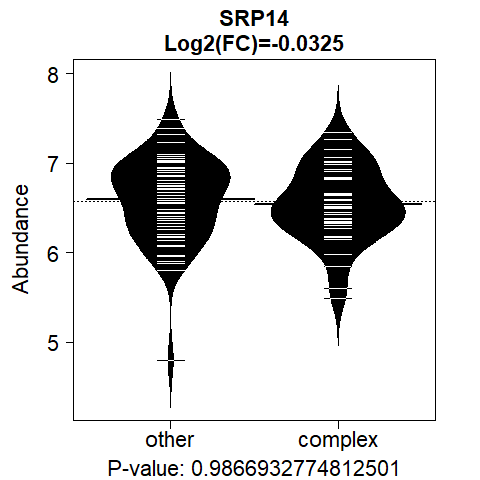 SRP14
Log2(FC)=-0.0325
Abundance
8
7
6
5
other complex
P-value: 0.9866932774812501